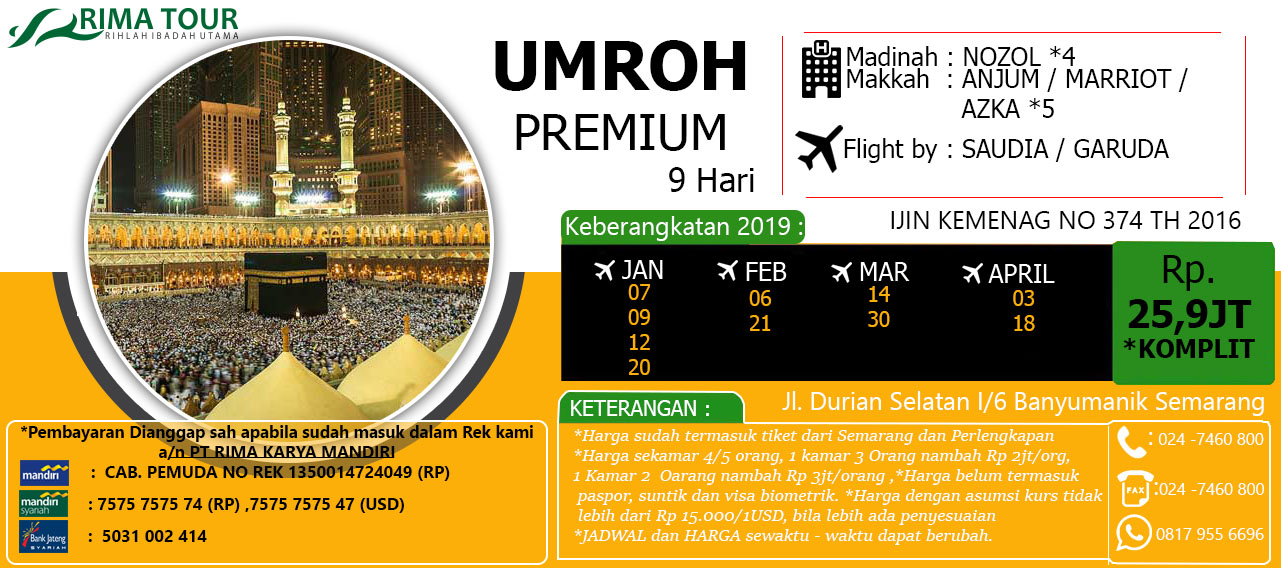 RIMA TOUR
RIHLAH IBADAH UTAMA
UMROH
PREMIUM
9 Hari
H
Madinah : NOZOL *4
Makkah : ANJUM / MARRIOT /
AZKA *5
Flight by : SAUDIA / GARUDA
IJIN KEMENAG NO 374 TH 2016
Keberangkatan 2019 :
JAN
07
09
12
20
FEB
06
21
MAR
14
30
APRIL
03
18
Rp.
25,9JT
*KOMPLIT
*Pembayaran Dianggap sah apabila sudah masuk dalam Rek kami
a/n PT RIMA KARYA MANDIRI
mandiri : CAB. PEMUDA NO REK 1350014724049 (RP)
mandiri syariah : 7575 7575 74 (RP) ,7575 7575 47 (USD)
Bank Jateng SYARIAH : 5031 002 414
KETERANGAN :
*Harga sudah termasuk tiket dari Semarang dan Perlengkapan
*Harga sekamar 4/5 orang, 1 kamar 3 Orang nambah Rp 2jt/org,
1 Kamar 2 Oarang nambah Rp 3jt/orang ,*Harga belum termasuk
paspor, suntik dan visa biometrik. *Harga dengan asumsi kurs tidak
lebih dari Rp 15.000/1USD, bila lebih ada penyesuaian
*JADWAL dan HARGA sewaktu - waktu dapat berubah.
Jl. Durian Selatan I/6 Banyumanik Semarang
: 024 -7460 800
FAX :024 -7460 800
0817 955 6696